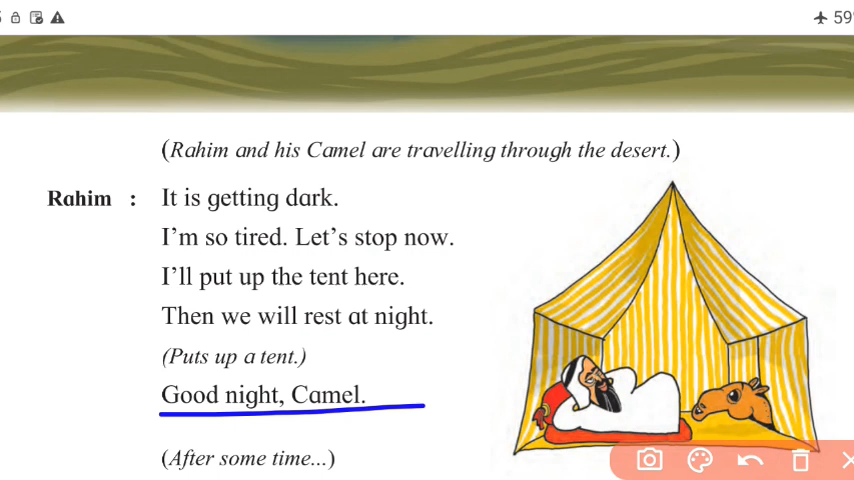 59
(Rahim and his Camel are travelling through the desert.)
Rahim : It is getting dark.
I'm so tired. Let's stop now.
I'll put up the tent here.
Then we will rest at night.
(Puts up a tent.)
Good night, Camel.
(After some time...)